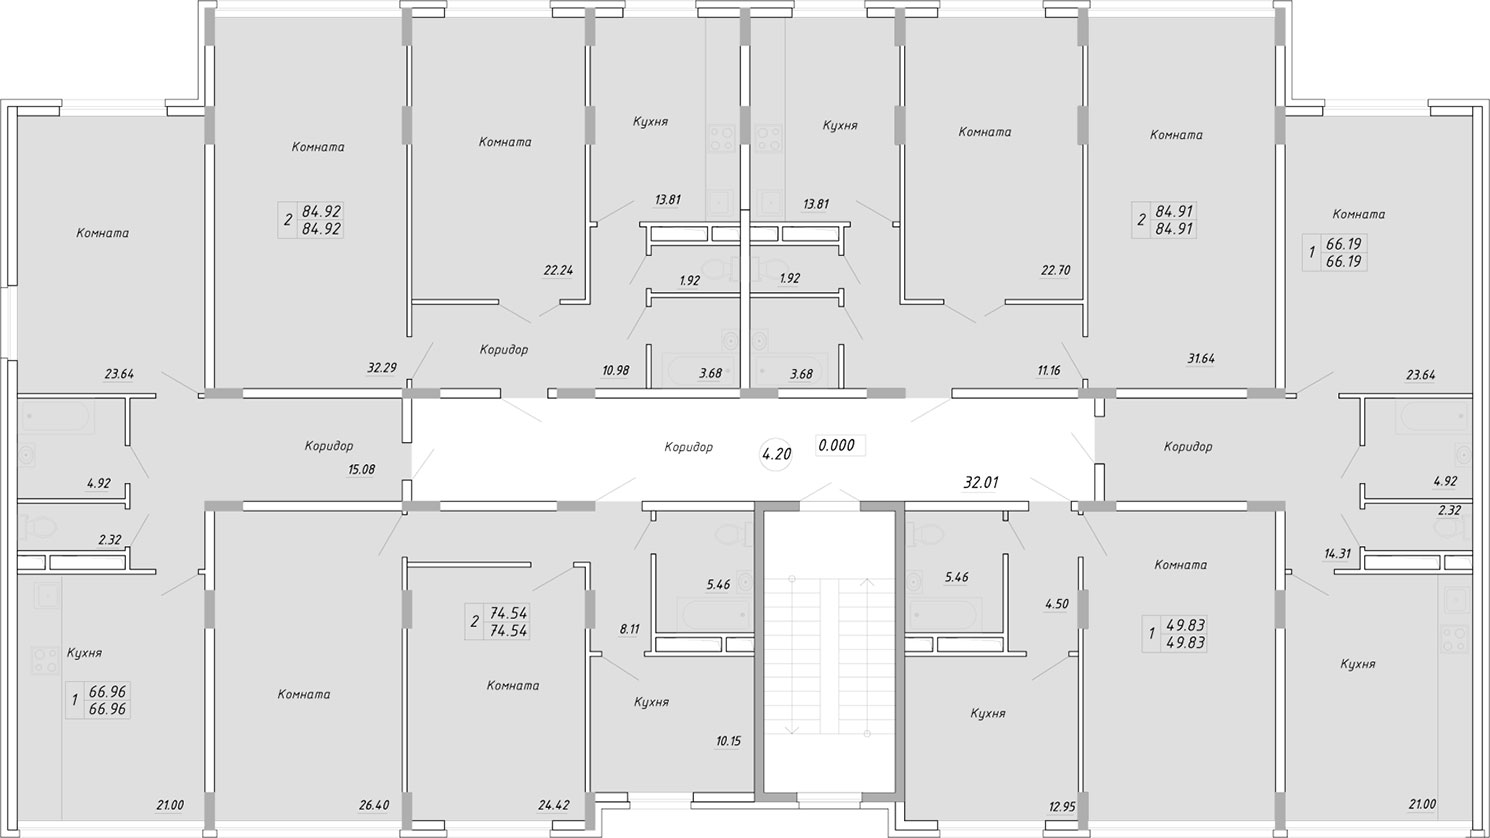 Комната
23.64
Комната
2
84.92
84.92
32.29
Комната
22.24
Кухня
13.81
1.92
Коридор
10.98
3.68
Кухня
13.81
1.92
3.68
Комната
22.70
11.16
Комната
2
84.91
84.91
31.64
Комната
1
66.19
66.19
23.64
4.92
Коридор
15.08
2.32
Кухня
1
66.96
66.96
21.00
Коридор
4.20
0.000
32.01
Комната
26.40
2
74.54
74.54
Комната
24.42
8.11
5.46
Кухня
10.15
5.46
4.50
Кухня
12.95
Комната
1
49.83
49.83
Коридор
4.92
2.32
14.31
Кухня
21.00